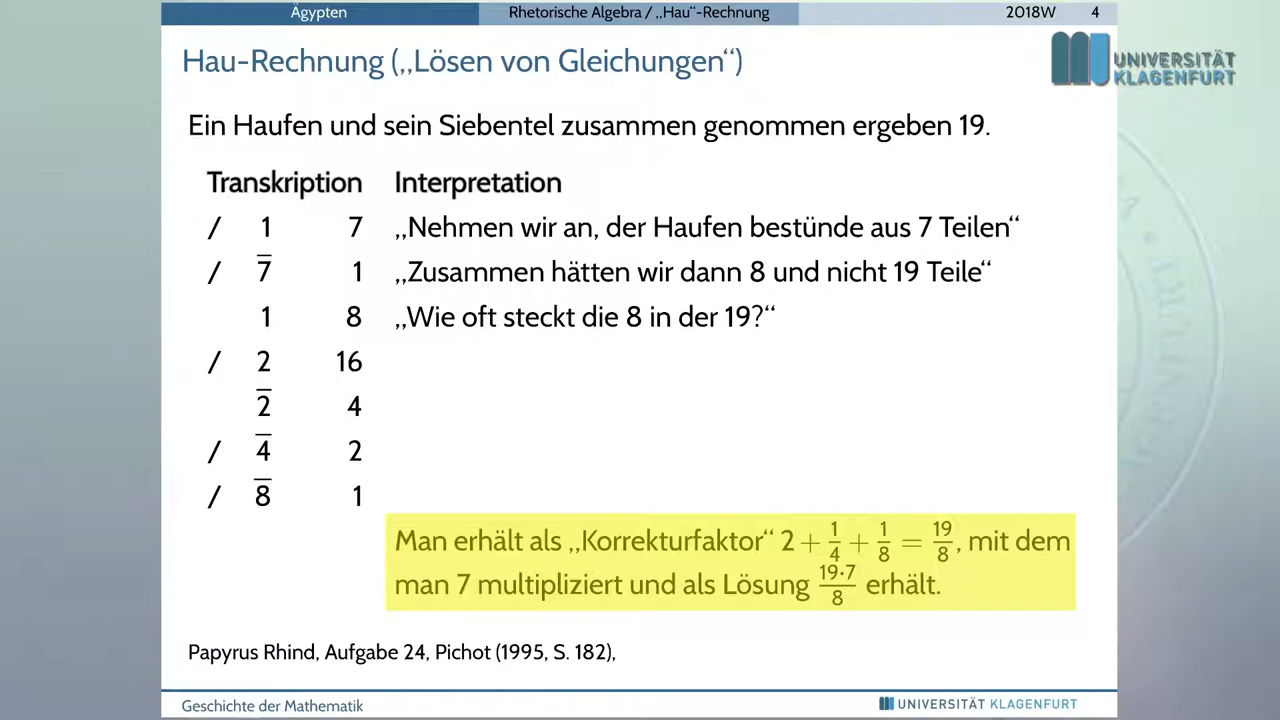 Ägypten Rhetorische Algebra / „Hau“-Rechnung 2018W 4
Hau-Rechnung („Lösen von Gleichungen“)
UNIVERSITÄT
KLAGENFURT
Ein Haufen und sein Siebentel zusammen genommen ergeben 19.
Transkription Interpretation
/ 1 7 „Nehmen wir an, der Haufen bestünde aus 7 Teilen“
/ 7̅ 1 „Zusammen hätten wir dann 8 und nicht 19 Teile“
1 8 „Wie oft steckt die 8 in der 19?“
/ 2 16
2̅ 4
/ 4̅ 2
/ 8̅ 1
Man erhält als „Korrekturfaktor“ 2 + 1/4 + 1/8 = 19/8, mit dem
man 7 multipliziert und als Lösung 19·7/8 erhält.
Papyrus Rhind, Aufgabe 24, Pichot (1995, S. 182),
Geschichte der Mathematik UNIVERSITÄT KLAGENFURT